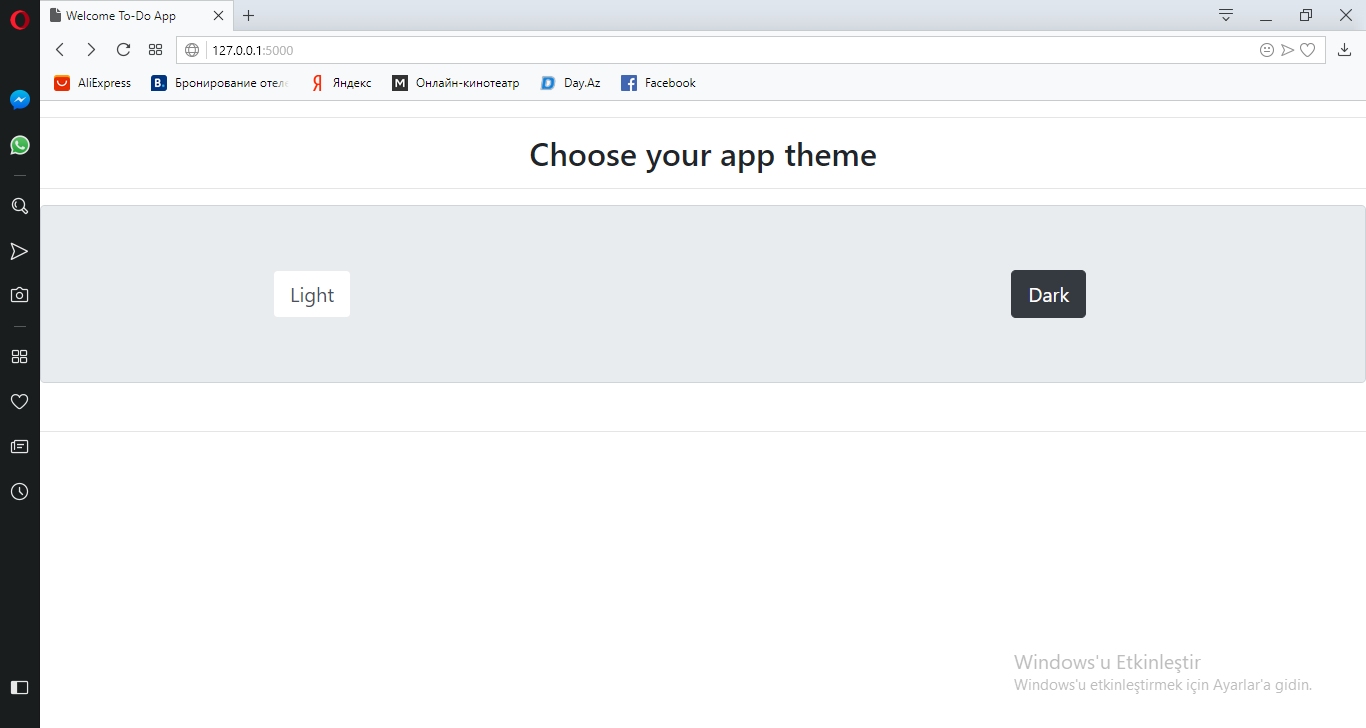 Welcome To-Do App
127.0.0.1:5000
AliExpress
B. Бронирование отеле
Я Яндекс
M Онлайн-кинотеатр
D Day.Az
f Facebook
Choose your app theme
Light
Dark
Windows'u Etkinleştir
Windows'u etkinleştirmek için Ayarlar'a gidin.